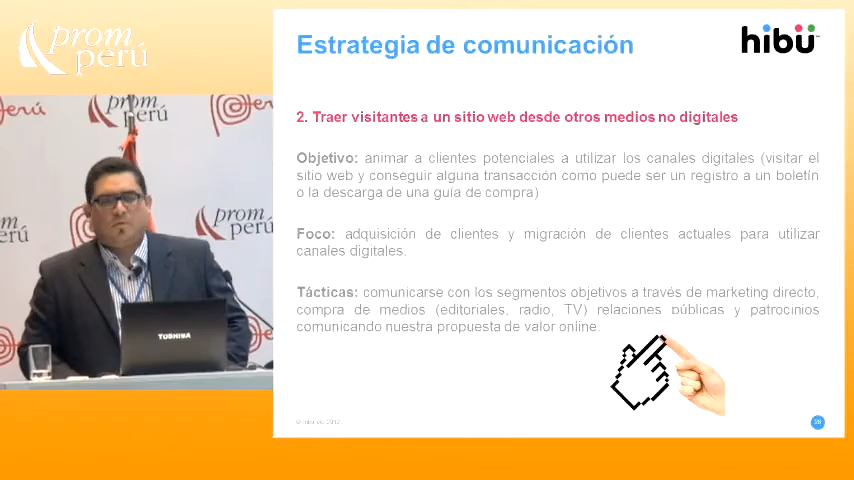 prom
perú
Estrategia de comunicación
hibü
2. Traer visitantes a un sitio web desde otros medios no digitales
Objetivo: animar a clientes potenciales a utilizar los canales digitales (visitar el
sitio web y conseguir alguna transacción como puede ser un registro a un boletín
o la descarga de una guía de compra)
Foco: adquisición de clientes y migración de clientes actuales para utilizar
canales digitales.
Tácticas: comunicarse con los segmentos objetivos a través de marketing directo,
compra de medios (editoriales, radio, TV) relaciones públicas y patrocinios
comunicando nuestra propuesta de valor online.
prom
perú
prom
perú
TOSHIBA